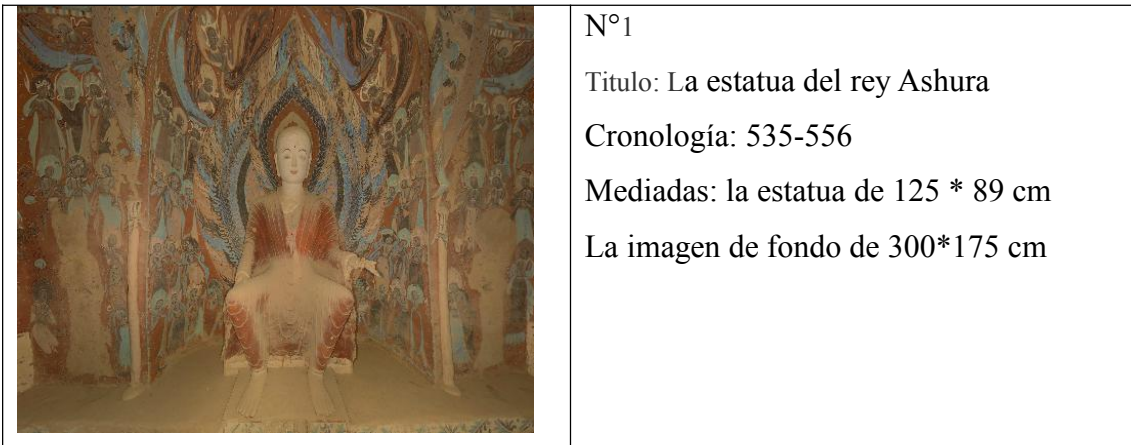 N°1
Titulo: La estatua del rey Ashura
Cronología: 535-556
Mediadas: la estatua de 125 * 89 cm
La imagen de fondo de 300*175 cm